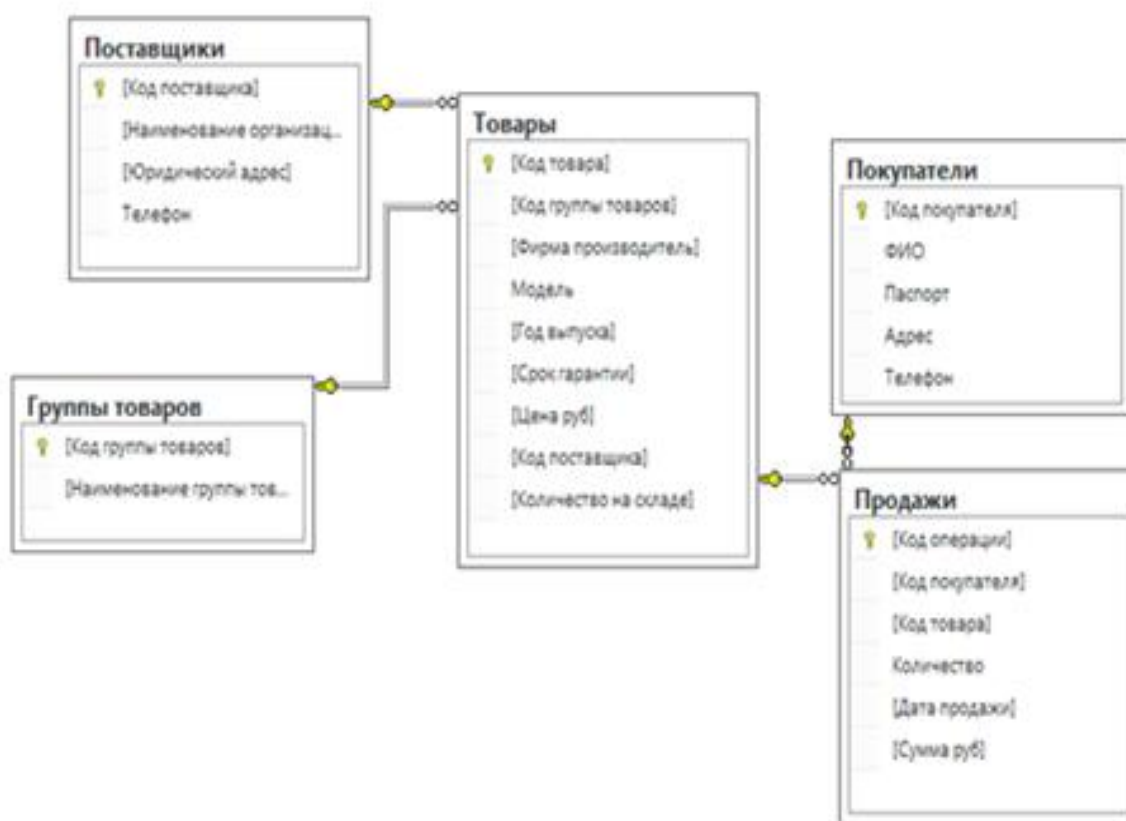 Поставщики
[Код поставщика]
[Наименование организац...
[Юридический адрес]
Телефон
Группы товаров
[Код группы товаров]
[Наименование группы тов...
Товары
[Код товара]
[Код группы товаров]
[Фирма производитель]
Модель
[Год выпуска]
[Срок гарантии]
[Цена руб]
[Код поставщика]
[Количество на складе]
Покупатели
[Код покупателя]
ФИО
Паспорт
Адрес
Телефон
Продажи
[Код операции]
[Код покупателя]
[Код товара]
Количество
[Дата продажи]
[Сумма руб]